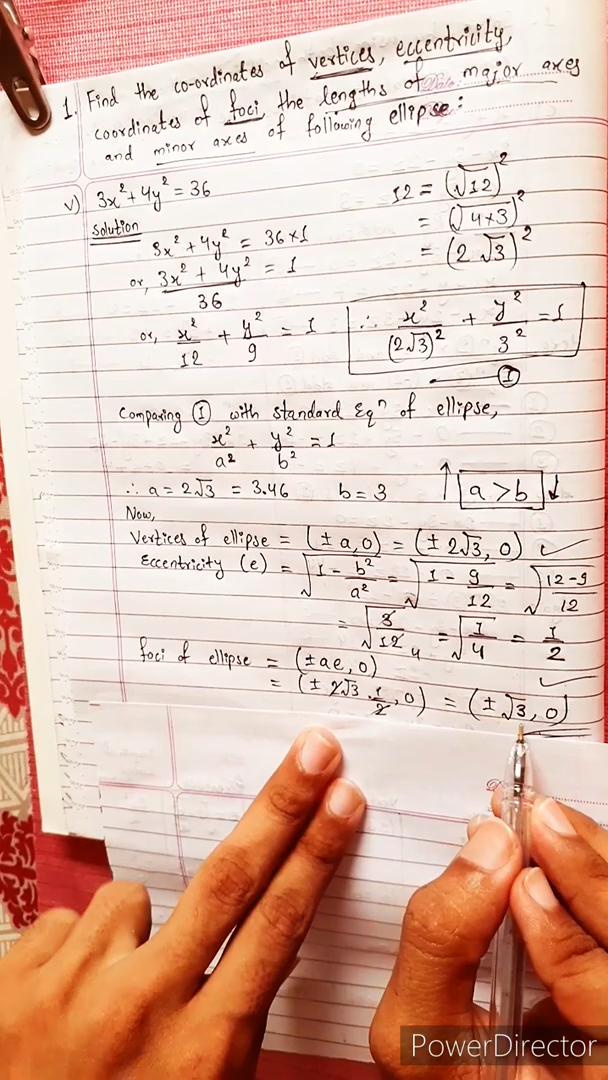 1. Find the co-ordinates of vertices, eccentricity,
coordinates of foci, the lengths of major axes
and minor axes of following ellipse:
v) 3x² + 4y² = 36
Solution
3x² + 4y² = 36×1
or, (3x² + 4y²)/36 = 1
or, x²/12 + y²/9 = 1
12 = (√12)²
= (√4×3)²
= (2√3)²
∴ x²/(2√3)² + y²/3² = 1
I
Comparing I with standard Eqⁿ of ellipse,
x²/a² + y²/b² = 1
∴ a = 2√3 = 3.46 b = 3 ↑ a > b ↓
Now,
Vertices of ellipse = (± a, 0) = (± 2√3, 0) ✓
Eccentricity (e) = √(1 - b²/a²) = √(1 - 9/12) = √((12-9)/12)
= √(3/12) 4 = √(1/4) = 1/2
foci of ellipse = (± ae, 0)
= (± 2√3 . 1/2, 0) = (± √3, 0)
PowerDirector